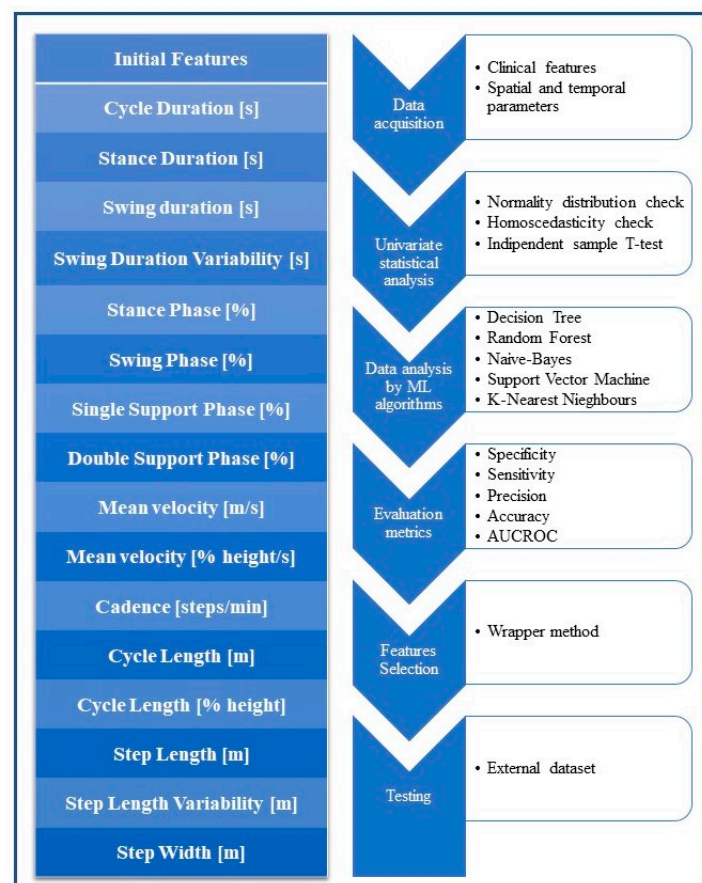 Initial Features
Cycle Duration [s]
Stance Duration [s]
Swing duration [s]
Swing Duration Variability [s]
Stance Phase [%]
Swing Phase [%]
Single Support Phase [%]
Double Support Phase [%]
Mean velocity [m/s]
Mean velocity [% height/s]
Cadence [steps/min]
Cycle Length [m]
Cycle Length [% height]
Step Length [m]
Step Length Variability [m]
Step Width [m]
Data
acquisition
• Clinical features
• Spatial and temporal
parameters
Univariate
statistical
analysis
• Normality distribution check
• Homoscedasticity check
• Indipendent sample T-test
Data analysis
by ML
algorithms
• Decision Tree
• Random Forest
• Naive-Bayes
• Support Vector Machine
• K-Nearest Nieghbours
Evaluation
metrics
• Specificity
• Sensitivity
• Precision
• Accuracy
• AUCROC
Features
Selection
• Wrapper method
Testing
• External dataset